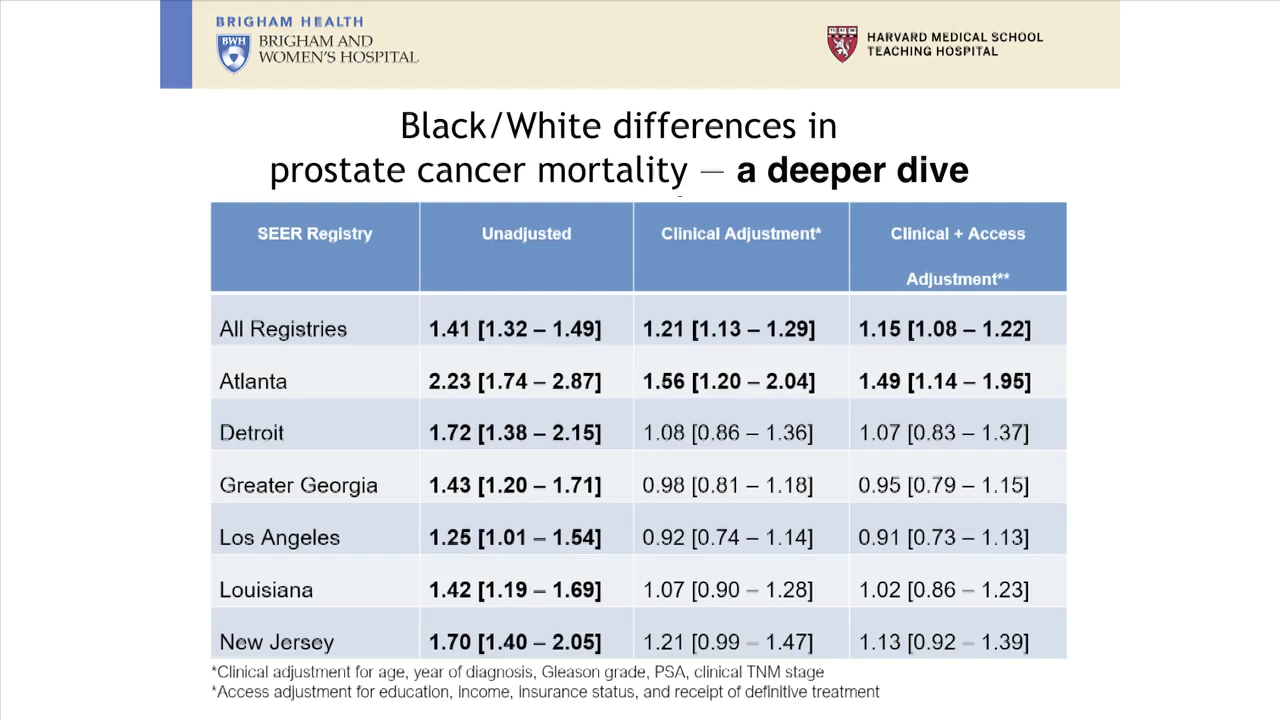 BRIGHAM HEALTH
BWH
BRIGHAM AND
WOMEN'S HOSPITAL
HARVARD MEDICAL SCHOOL
TEACHING HOSPITAL
Black/White differences in
prostate cancer mortality – a deeper dive
SEER Registry Unadjusted Clinical Adjustment* Clinical + Access
Adjustment**
All Registries 1.41 [1.32 – 1.49] 1.21 [1.13 – 1.29] 1.15 [1.08 – 1.22]
Atlanta 2.23 [1.74 – 2.87] 1.56 [1.20 – 2.04] 1.49 [1.14 – 1.95]
Detroit 1.72 [1.38 – 2.15] 1.08 [0.86 – 1.36] 1.07 [0.83 – 1.37]
Greater Georgia 1.43 [1.20 – 1.71] 0.98 [0.81 – 1.18] 0.95 [0.79 – 1.15]
Los Angeles 1.25 [1.01 – 1.54] 0.92 [0.74 – 1.14] 0.91 [0.73 – 1.13]
Louisiana 1.42 [1.19 – 1.69] 1.07 [0.90 – 1.28] 1.02 [0.86 – 1.23]
New Jersey 1.70 [1.40 – 2.05] 1.21 [0.99 – 1.47] 1.13 [0.92 – 1.39]
*Clinical adjustment for age, year of diagnosis, Gleason grade, PSA, clinical TNM stage
*Access adjustment for education, income, insurance status, and receipt of definitive treatment